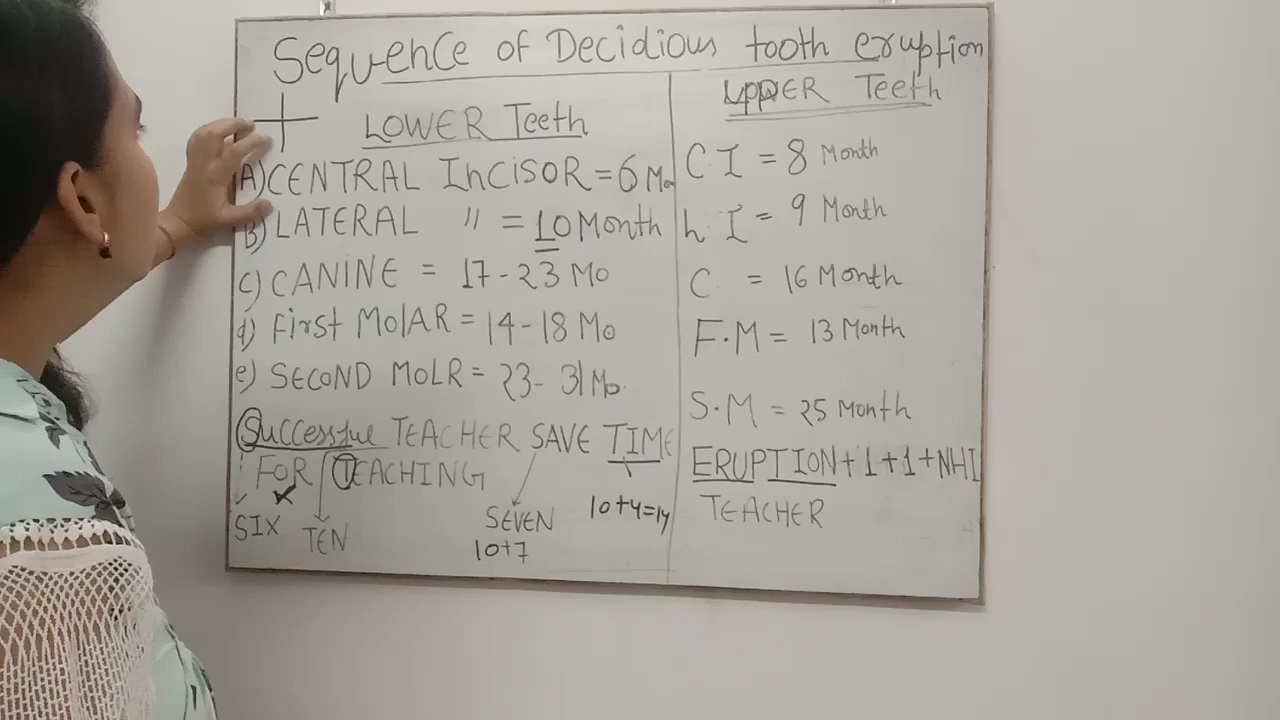 Sequence of Decidious tooth eruption
LOWER Teeth
A) CENTRAL INCISOR = 6 Mo
B) LATERAL " = 10 Month
C) CANINE = 17-23 Mo
d) First MolAR = 14-18 Mo
e) SECOND MOLR = 23-31 Mo.
Successful TEACHER SAVE TIME
FOR TEACHING
SIX
TEN
SEVEN
10+7
10+4=14
UPPER Teeth
C.I = 8 Month
L.I = 9 Month
C = 16 Month
F.M = 13 Month
S.M = 25 Month
ERUPTION+1+1+NHI
TEACHER